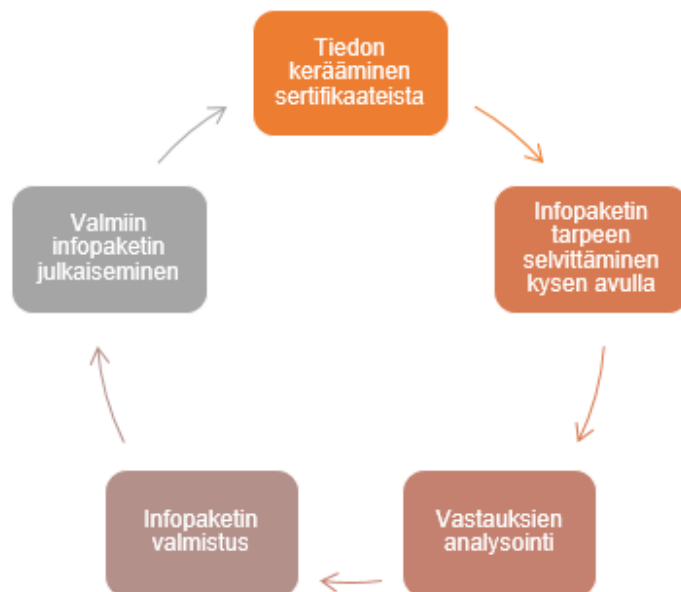 Tiedon
kerääminen
sertifikaateista
Infopaketin
tarpeen
selvittäminen
kysen avulla
Vastauksien
analysointi
Infopaketin
valmistus
Valmiin
infopaketin
julkaiseminen